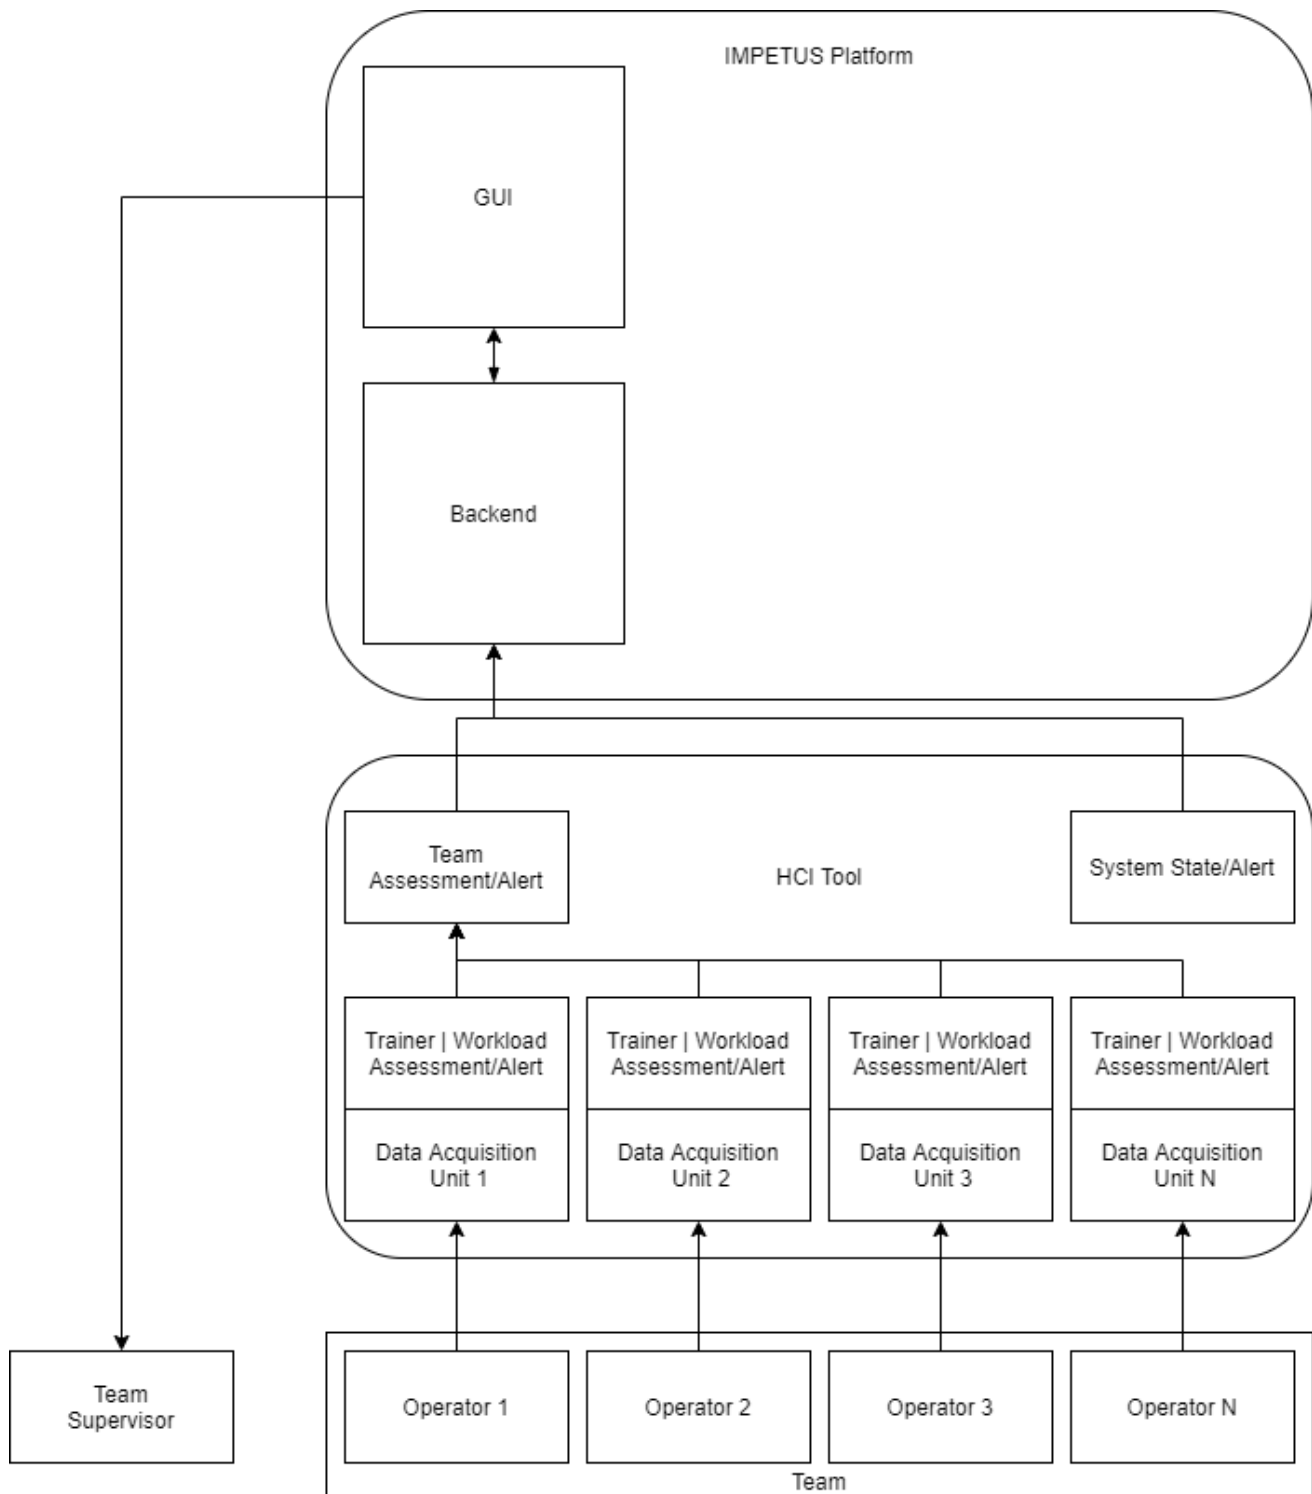 IMPETUS Platform
GUI
Backend
Team
Assessment/Alert
HCI Tool
System State/Alert
Trainer | Workload
Assessment/Alert
Trainer | Workload
Assessment/Alert
Trainer | Workload
Assessment/Alert
Trainer | Workload
Assessment/Alert
Data Acquisition
Unit 1
Data Acquisition
Unit 2
Data Acquisition
Unit 3
Data Acquisition
Unit N
Team
Supervisor
Operator 1
Operator 2
Operator 3
Operator N
Team